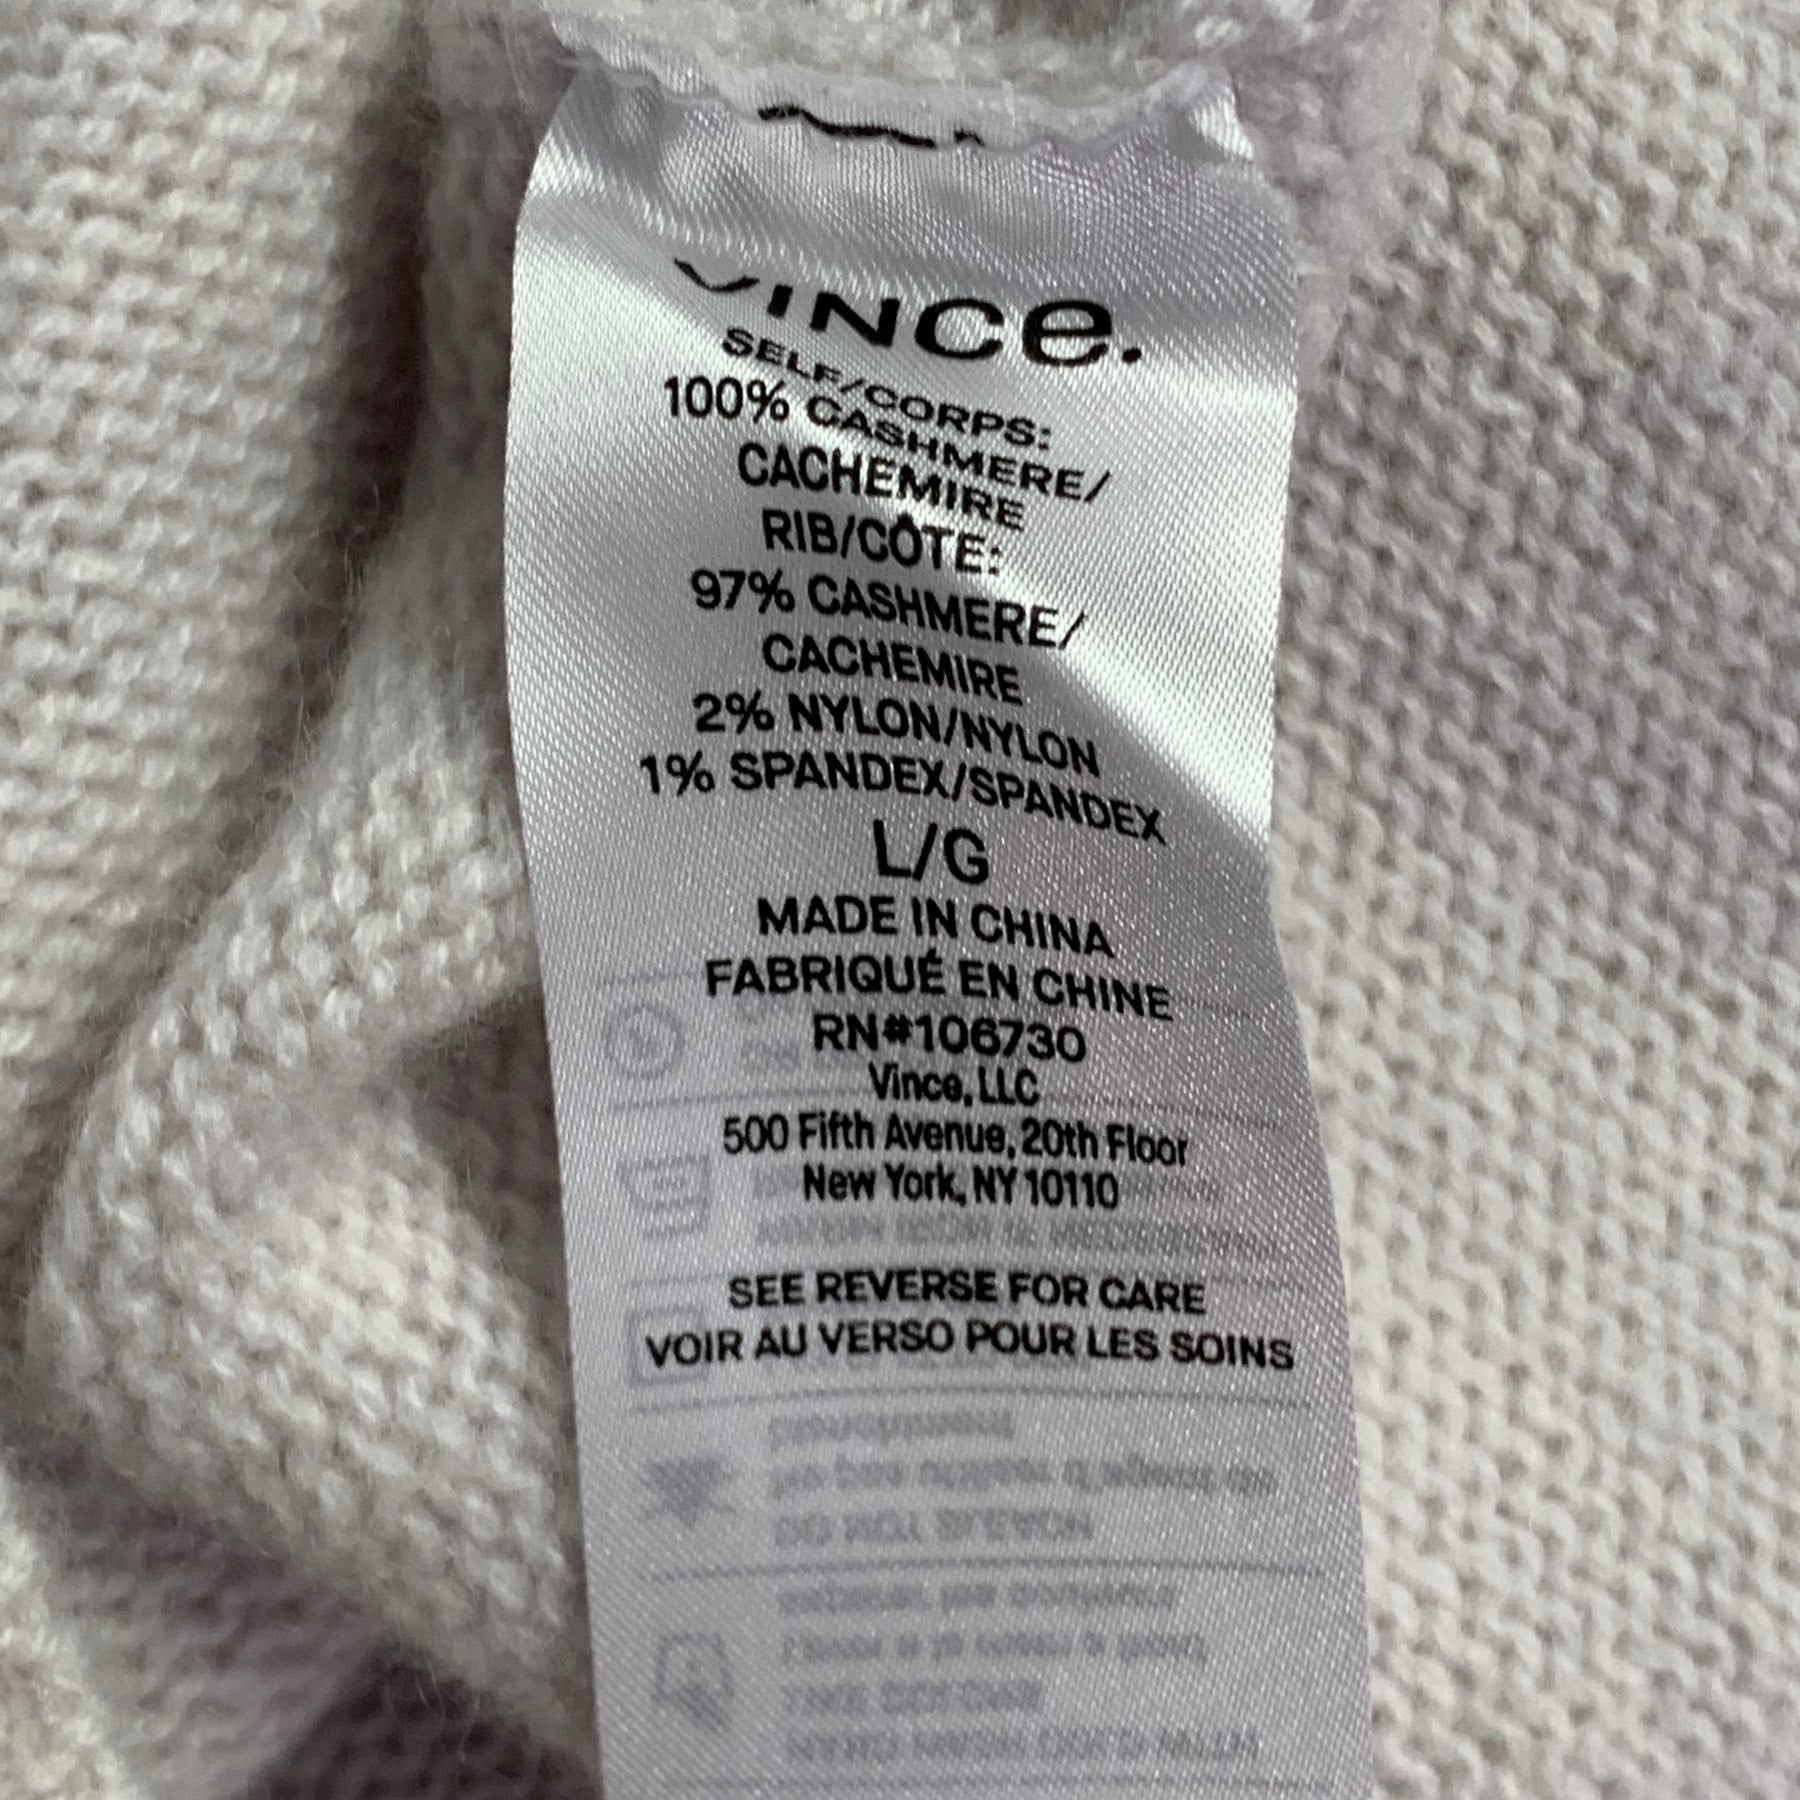 VINCe.
SELF/CORPS:
100% CASHMERE/
CACHEMIRE
RIB/CÔTE:
97% CASHMERE/
CACHEMIRE
2% NYLON/NYLON
1% SPANDEX/SPANDEX
L/G
MADE IN CHINA
FABRIQUÉ EN CHINE
RN#106730
Vince, LLC
500 Fifth Avenue, 20th Floor
New York, NY 10110
SEE REVERSE FOR CARE
VOIR AU VERSO POUR LES SOINS